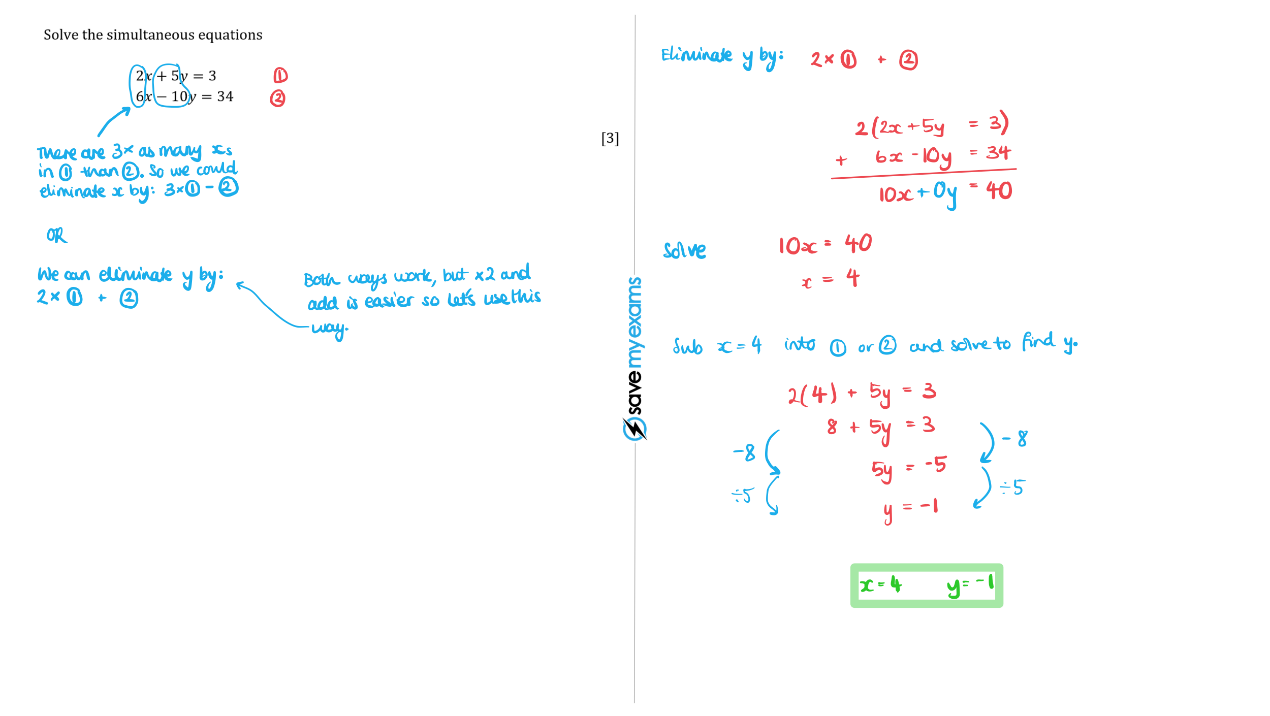 Solve the simultaneous equations
2x + 5y = 3 ①
6x − 10y = 34 ②
[3]
There are 3× as many xs
in ① than ②. So we could
eliminate x by: 3×① − ②
OR
We can eliminate y by:
2 × ① + ②
Both ways work, but ×2 and
add is easier so let's use this
way.
save my exams
Eliminate y by: 2 × ① + ②
2(2x + 5y = 3)
+ 6x − 10y = 34
10x + 0y = 40
Solve 10x = 40
x = 4
Sub x = 4 into ① or ② and solve to find y.
2(4) + 5y = 3
8 + 5y = 3
−8 −8
5y = −5
÷5 ÷5
y = −1
x = 4 y = −1